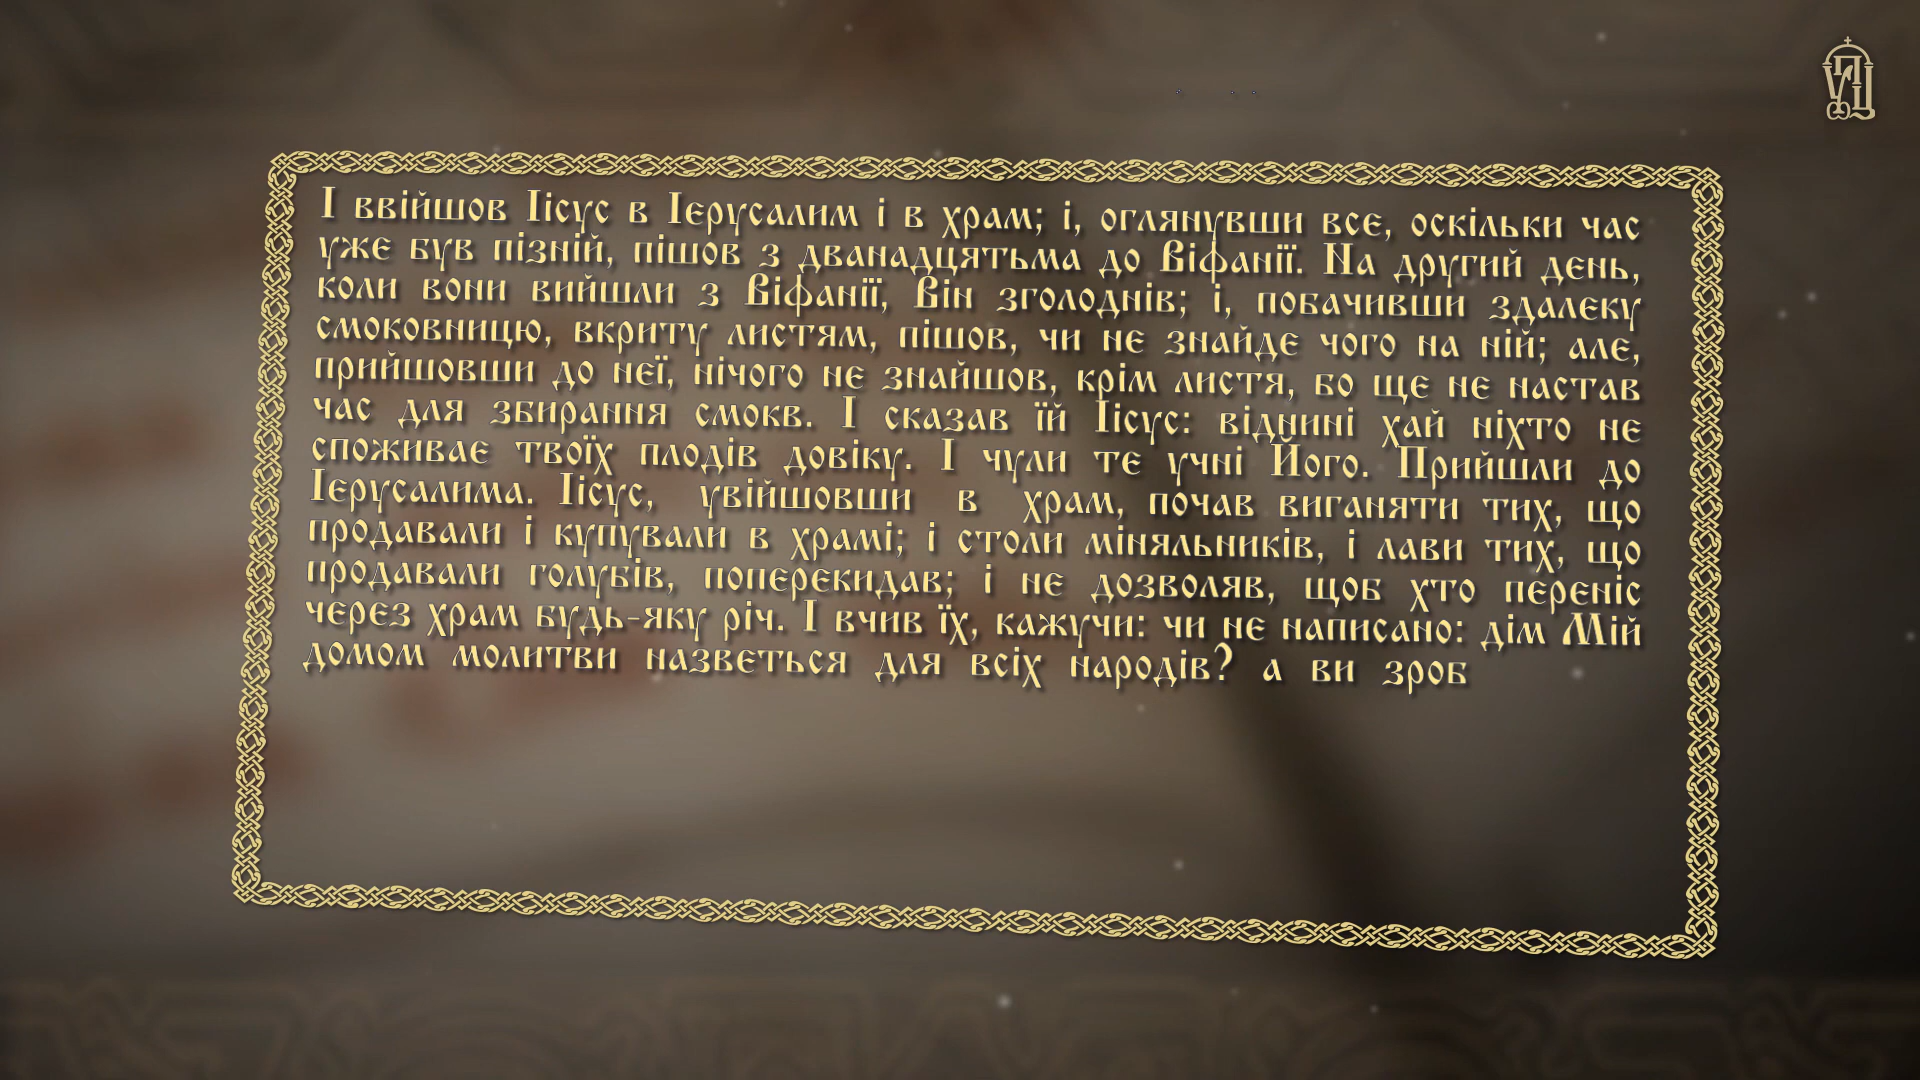 І ввійшов Іісус в Ієрусалим і в храм; і, оглянувши все, оскільки час
уже був пізній, пішов з дванадцятьма до Віфанії. На другий день,
коли вони вийшли з Віфанії, Він зголоднів; і, побачивши здалеку
смоковницю, вкриту листям, пішов, чи не знайде чого на ній; але,
прийшовши до неї, нічого не знайшов, крім листя, бо ще не настав
час для збирання смокв. І сказав їй Іісус: віднині хай ніхто не
споживає твоїх плодів довіку. І чули те учні Його. Прийшли до
Ієрусалима. Іісус, увійшовши в храм, почав виганяти тих, що
продавали і купували в храмі; і столи міняльників, і лави тих, що
продавали голубів, поперекидав; і не дозволяв, щоб хто переніс
через храм будь-яку річ. І вчив їх, кажучи: чи не написано: дім Мій
домом молитви назветься для всіх народів? а ви зроб